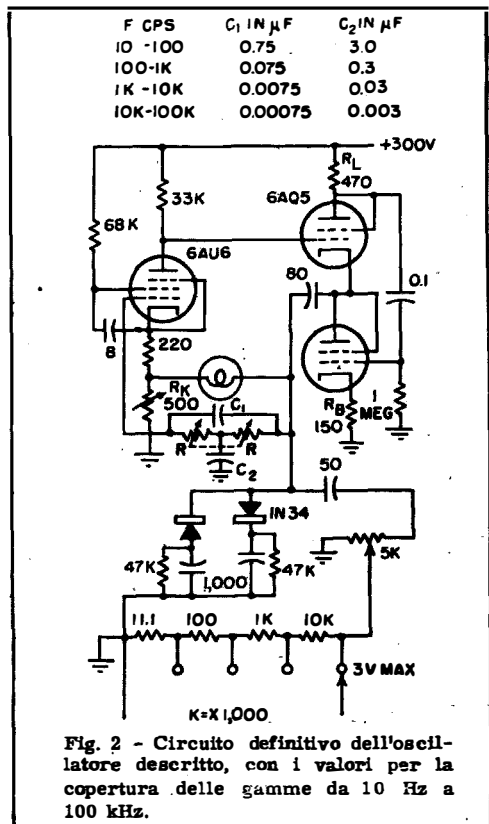 F CPS C1 IN µF C2 IN µF
10 -100 0.75 3.0
100-1K 0.075 0.3
1K -10K 0.0075 0.03
10K-100K 0.00075 0.003
+300V
RL
470
33K
6AQ5
68K
6AU6
80
0.1
8
220
RK
500
C1
R R
C2
RB
150
1
MEG
50
1N34
5K
47K
1,000
47K
11.1 100 1K 10K
3V MAX
K=X 1,000
Fig. 2 - Circuito definitivo dell'oscil-
latore descritto, con i valori per la
copertura delle gamme da 10 Hz a
100 kHz.